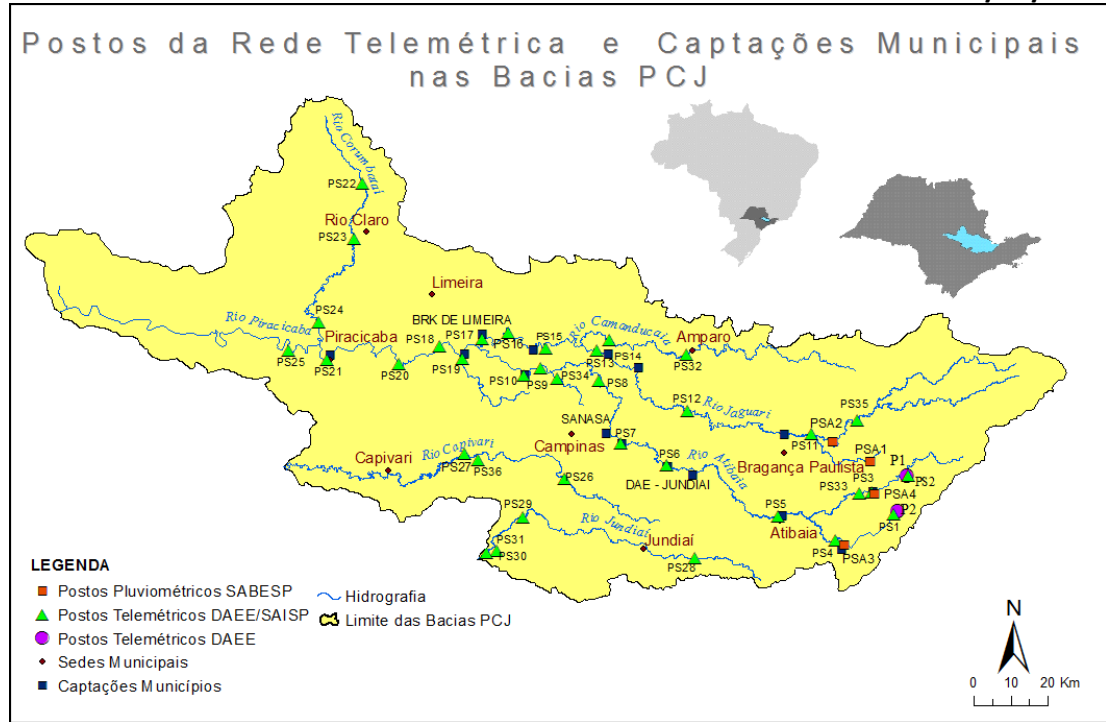 Postos da Rede Telemétrica e Captações Municipais
nas Bacias PCJ
Rio Corumbataí
PS22
Rio Claro
PS23
Limeira
PS24
Rio Piracicaba
BRK DE LIMEIRA
Rio Camanducaí
Piracicaba
PS18
PS17
PS16
PS15
Amparo
PS25
PS21
PS20
PS19
PS13
PS14
PS32
PS10
PS9
PS34
PS8
PS12
Rio Jaguari
PS35
PSA2
SANASA
PS7
PS11
PSA1
Campinas
Rio Capivari
Capivari
PS27
PS36
PS6
Rio Atibaia
Bragança Paulista
P1
PS2
DAE - JUNDIAI
PS26
PS33
PS3
PSA4
P2
PS1
PS29
PS5
Rio Jundiaí
Atibaia
PS31
PS30
Jundiaí
PS28
PS4
PSA3
LEGENDA
Postos Pluviométricos SABESP
Hidrografia
Postos Telemétricos DAEE/SAISP
Limite das Bacias PCJ
Postos Telemétricos DAEE
Sedes Municipais
Captações Municípios
N
0 10 20 Km